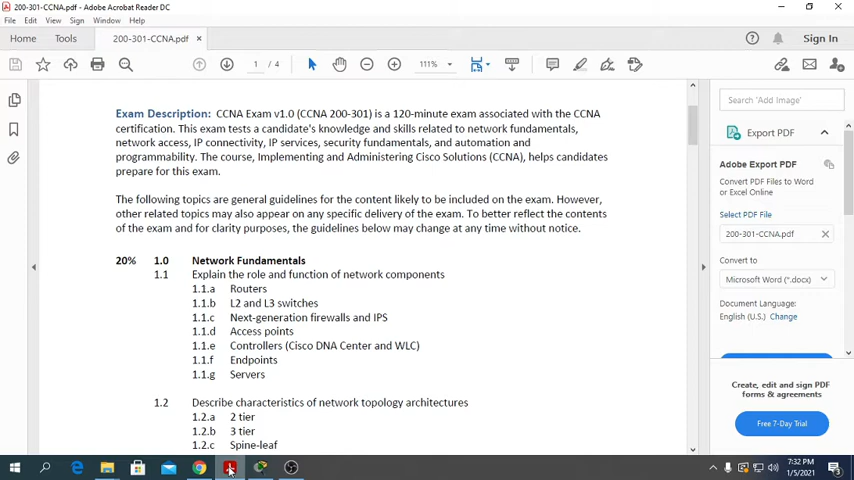 200-301-CCNA.pdf - Adobe Acrobat Reader DC
File Edit View Sign Window Help
Home Tools 200-301-CCNA.pdf × Sign In
1 / 4 111%
Exam Description: CCNA Exam v1.0 (CCNA 200-301) is a 120-minute exam associated with the CCNA
certification. This exam tests a candidate's knowledge and skills related to network fundamentals,
network access, IP connectivity, IP services, security fundamentals, and automation and
programmability. The course, Implementing and Administering Cisco Solutions (CCNA), helps candidates
prepare for this exam.
The following topics are general guidelines for the content likely to be included on the exam. However,
other related topics may also appear on any specific delivery of the exam. To better reflect the contents
of the exam and for clarity purposes, the guidelines below may change at any time without notice.
20% 1.0 Network Fundamentals
1.1 Explain the role and function of network components
1.1.a Routers
1.1.b L2 and L3 switches
1.1.c Next-generation firewalls and IPS
1.1.d Access points
1.1.e Controllers (Cisco DNA Center and WLC)
1.1.f Endpoints
1.1.g Servers
1.2 Describe characteristics of network topology architectures
1.2.a 2 tier
1.2.b 3 tier
1.2.c Spine-leaf
Search 'Add Image'
Export PDF
Adobe Export PDF
Convert PDF Files to Word
or Excel Online
Select PDF File
200-301-CCNA.pdf
Convert to
Microsoft Word (*.docx)
Document Language:
English (U.S.) Change
Create, edit and sign PDF
forms & agreements
Free 7-Day Trial
7:32 PM
1/5/2021
3